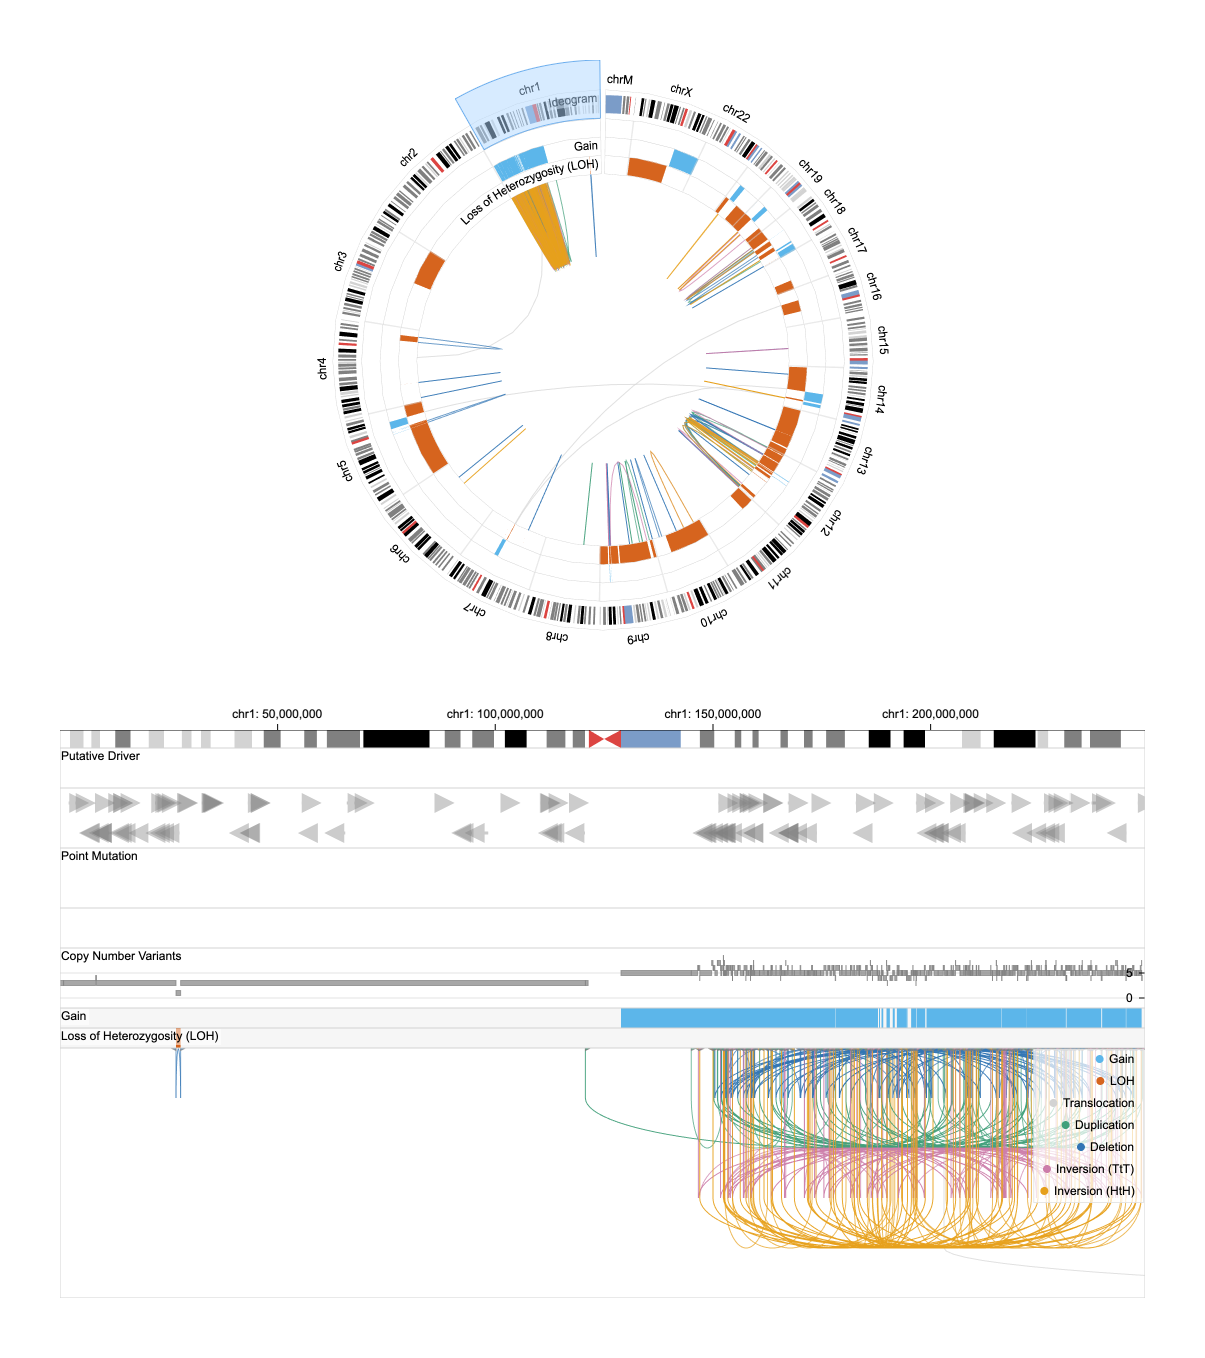 chrM
chrX
chr22
chr19
chr18
chr17
chr16
chr15
chr14
chr13
chr12
chr11
chr10
chr9
chr8
chr7
chr6
chr5
chr4
chr3
chr2
chr1
Ideogram
Gain
Loss of Heterozygosity (LOH)
chr1: 50,000,000
chr1: 100,000,000
chr1: 150,000,000
chr1: 200,000,000
Putative Driver
Point Mutation
Copy Number Variants
5
0
Gain
Loss of Heterozygosity (LOH)
Gain
LOH
Translocation
Duplication
Deletion
Inversion (TtT)
Inversion (HtH)